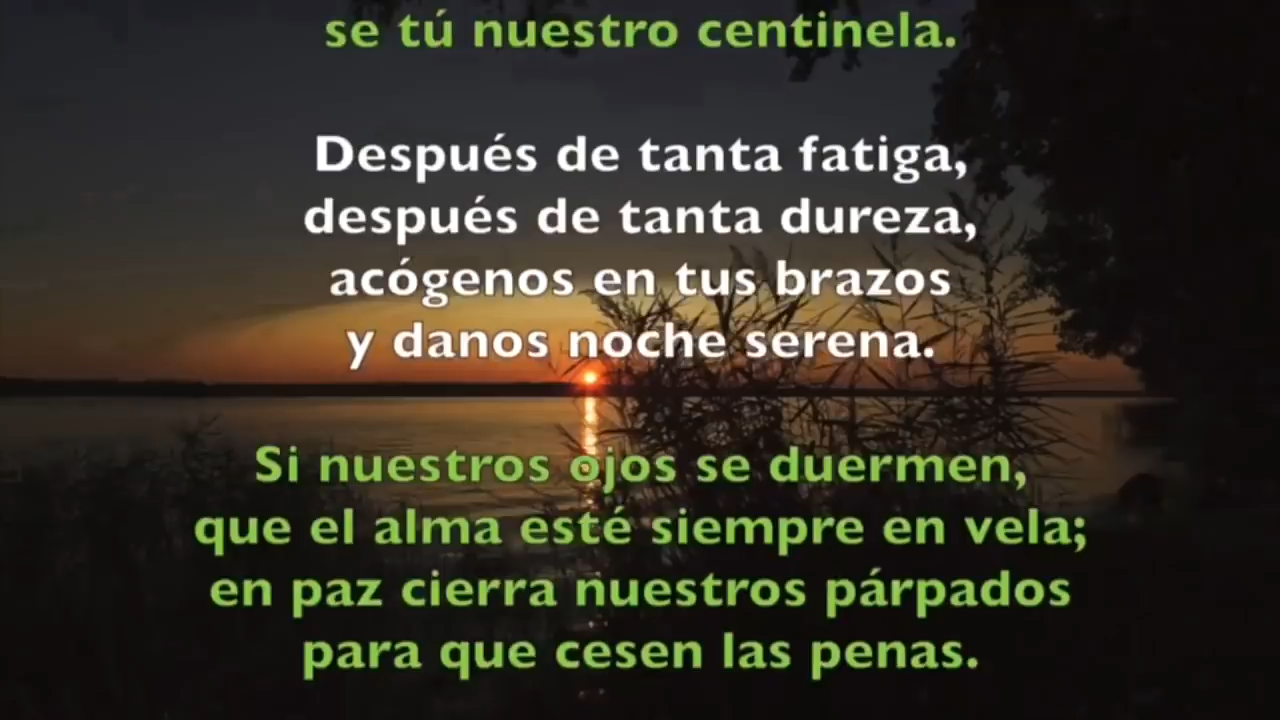 se tú nuestro centinela.
Después de tanta fatiga,
después de tanta dureza,
acógenos en tus brazos
y danos noche serena.
Si nuestros ojos se duermen,
que el alma esté siempre en vela;
en paz cierra nuestros párpados
para que cesen las penas.